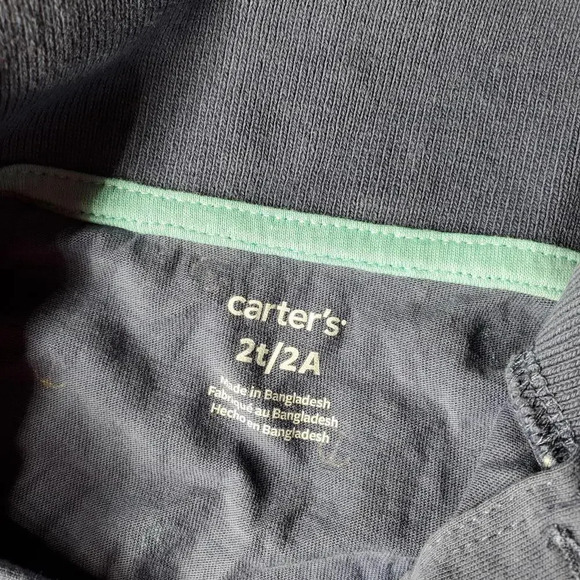 carter's
2t/2A
Made in Bangladesh
Fabriqué au Bangladesh
Hecho en Bangladesh